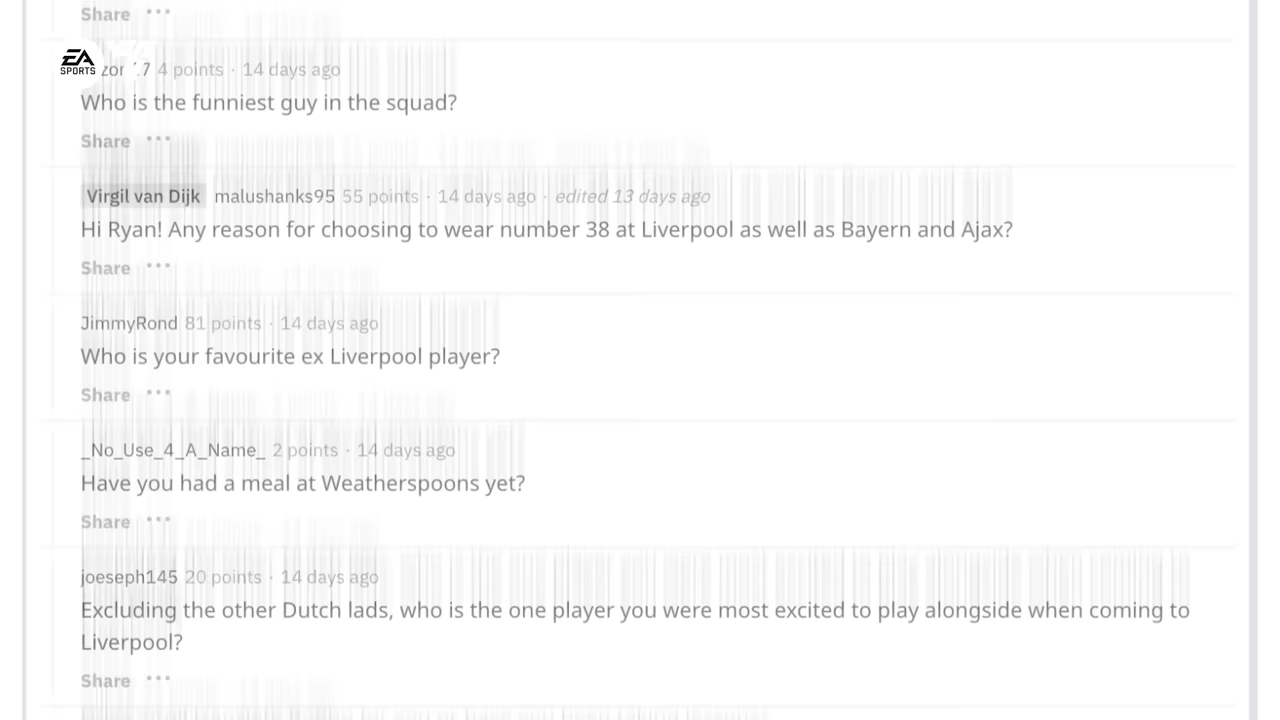 Share
EA
SPORTS
4 points · 14 days ago
Who is the funniest guy in the squad?
Share
Virgil van Dijk malushanks95 55 points · 14 days ago · edited 13 days ago
Hi Ryan! Any reason for choosing to wear number 38 at Liverpool as well as Bayern and Ajax?
Share
JimmyRond 81 points · 14 days ago
Who is your favourite ex Liverpool player?
Share
_No_Use_4_A_Name_ 2 points · 14 days ago
Have you had a meal at Weatherspoons yet?
Share
joeseph145 20 points · 14 days ago
Excluding the other Dutch lads, who is the one player you were most excited to play alongside when coming to
Liverpool?
Share